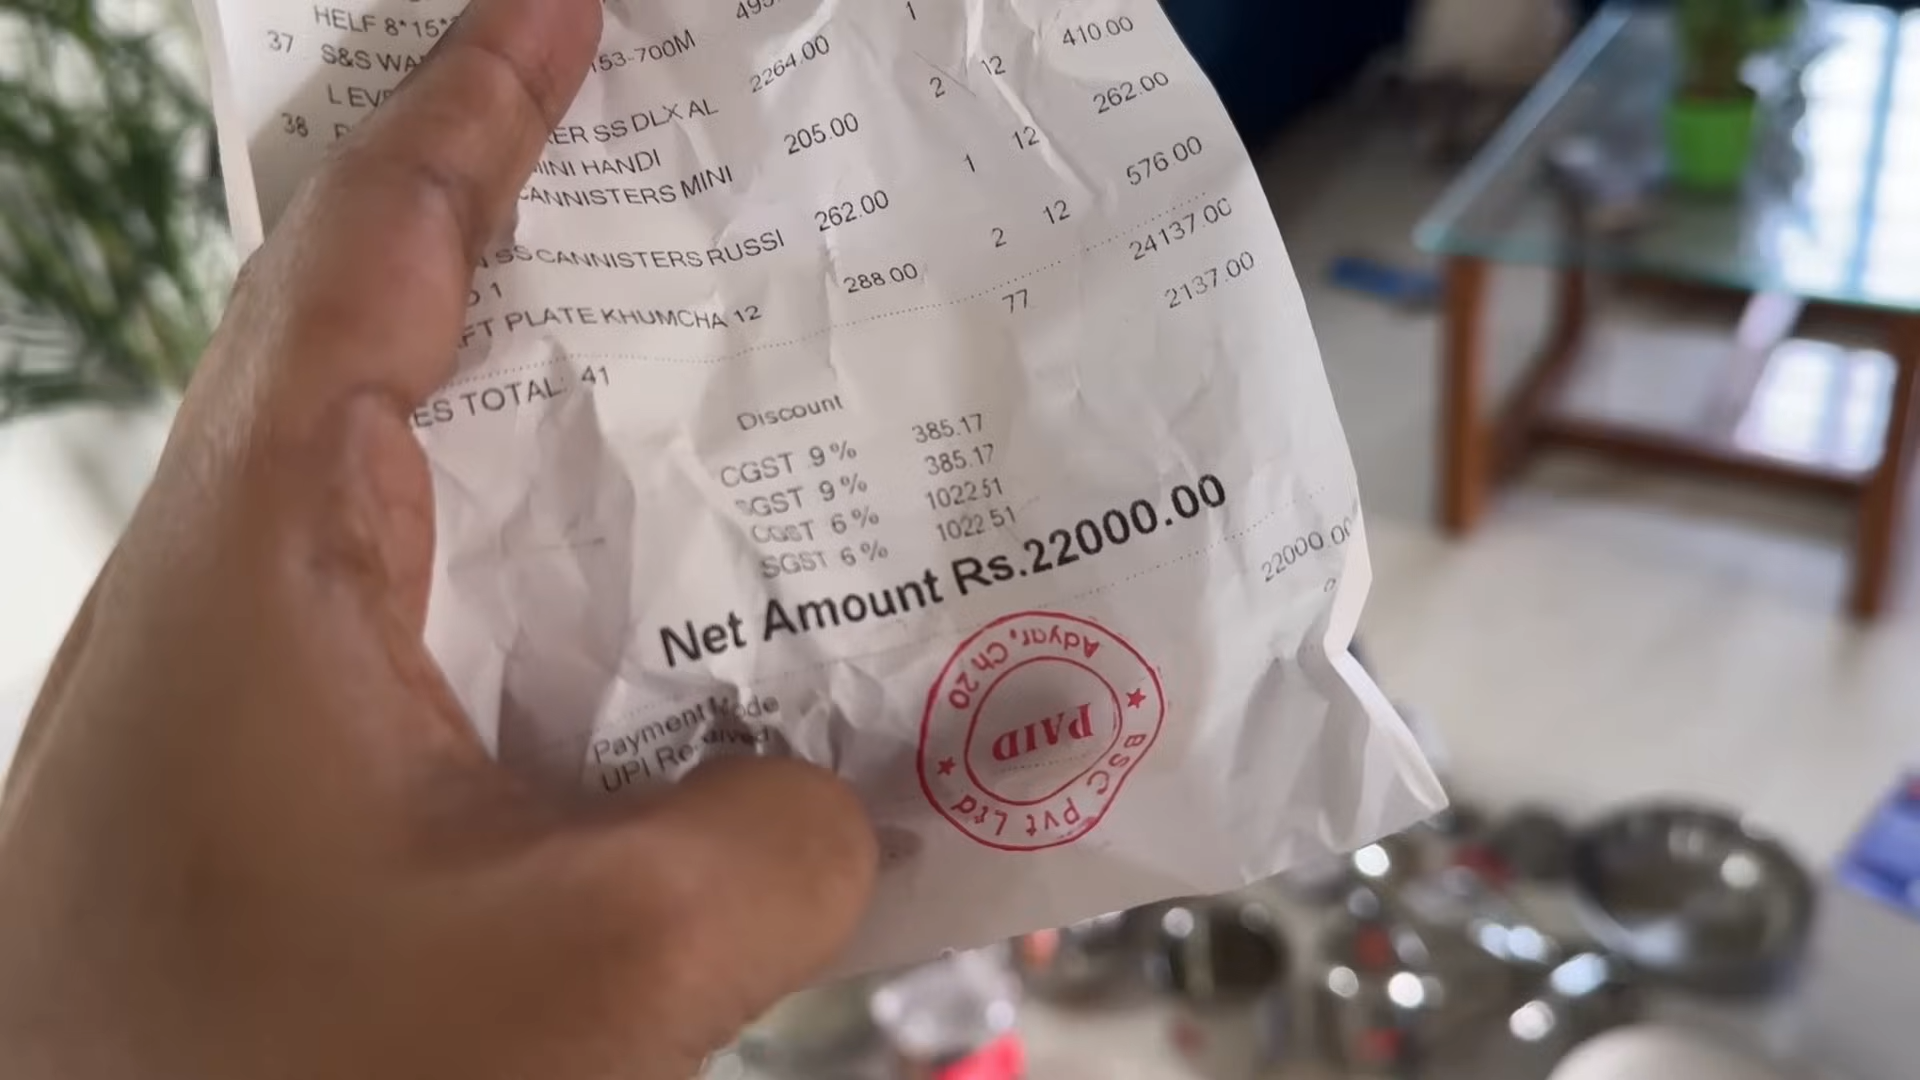 HELF 8*15*
37 S&S WA 153-700M
LEVE
38 ER SS DLX AL 2264.00 1
MINI HANDI 205.00 2 12 410.00
CANNISTERS MINI 262.00 1 12 262.00
SS CANNISTERS RUSSI
1
FT PLATE KHUMCHA 12 288.00 2 12 576.00
ES TOTAL: 41 77 24137.00
Discount 2137.00
CGST 9% 385.17
SGST 9% 385.17
CGST 6% 1022.51
SGST 6% 1022.51
Net Amount Rs.22000.00
Payment Mode
UPI Received 22000.00
0
Adyar, Ch 20
PAID
BSC Pvt Ltd